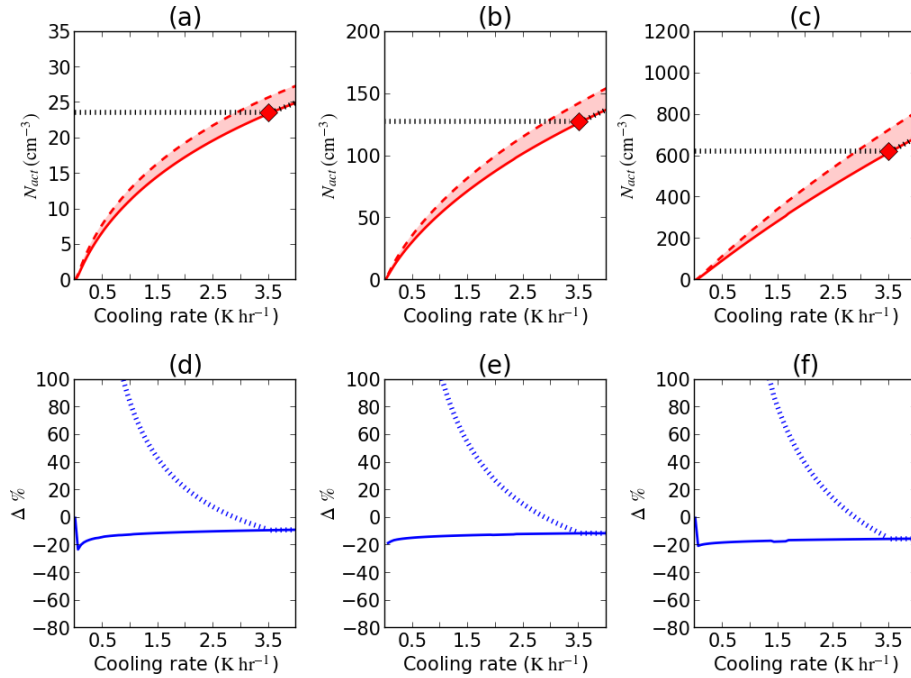 (a)
35
30
25
20
15
10
5
0
N_act (cm⁻³)
0.5 1.5 2.5 3.5
Cooling rate (K hr⁻¹)
(b)
200
150
100
50
0
N_act (cm⁻³)
0.5 1.5 2.5 3.5
Cooling rate (K hr⁻¹)
(c)
1200
1000
800
600
400
200
0
N_act (cm⁻³)
0.5 1.5 2.5 3.5
Cooling rate (K hr⁻¹)
(d)
100
80
60
40
20
0
−20
−40
−60
−80
Δ %
0.5 1.5 2.5 3.5
Cooling rate (K hr⁻¹)
(e)
100
80
60
40
20
0
−20
−40
−60
−80
Δ %
0.5 1.5 2.5 3.5
Cooling rate (K hr⁻¹)
(f)
100
80
60
40
20
0
−20
−40
−60
−80
Δ %
0.5 1.5 2.5 3.5
Cooling rate (K hr⁻¹)